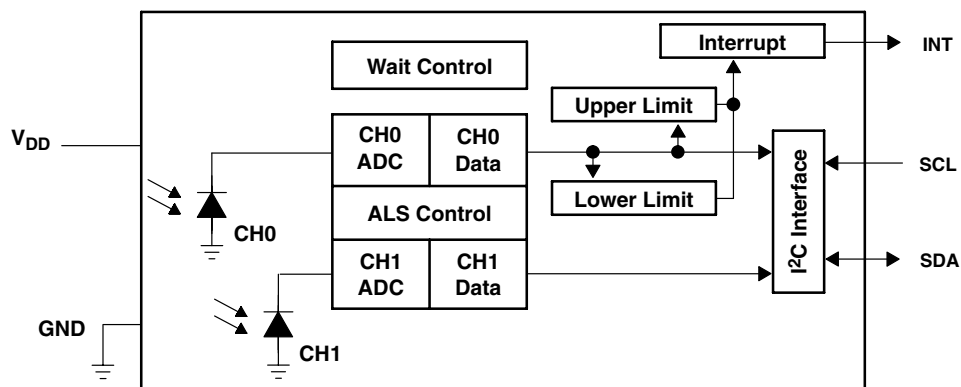 Interrupt
INT
Wait Control
Upper Limit
VDD
CH0
ADC
CH0
Data
SCL
Lower Limit
ALS Control
CH0
I2C Interface
CH1
ADC
CH1
Data
SDA
GND
CH1